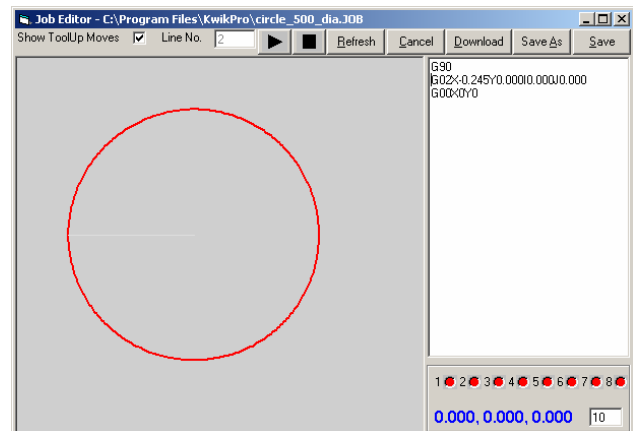 Job Editor - C:\Program Files\KwikPro\circle_500_dia.JOB
Show ToolUp Moves Line No. 2 Refresh Cancel Download Save As Save
G90
G02X-0.245Y0.000I0.000J0.000
G00X0Y0
1 2 3 4 5 6 7 8
0.000, 0.000, 0.000 10